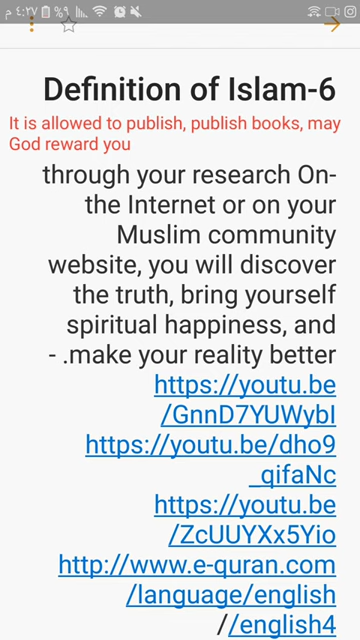 م ٤:٢٧ %٩
Definition of Islam-6
It is allowed to publish, publish books, may
God reward you
through your research On-
the Internet or on your
Muslim community
website, you will discover
the truth, bring yourself
spiritual happiness, and
- .make your reality better
https://youtu.be
/GnnD7YUWybI
https://youtu.be/dho9
_qifaNc
https://youtu.be
/ZcUUYXx5Yio
http://www.e-quran.com
/language/english
//english4